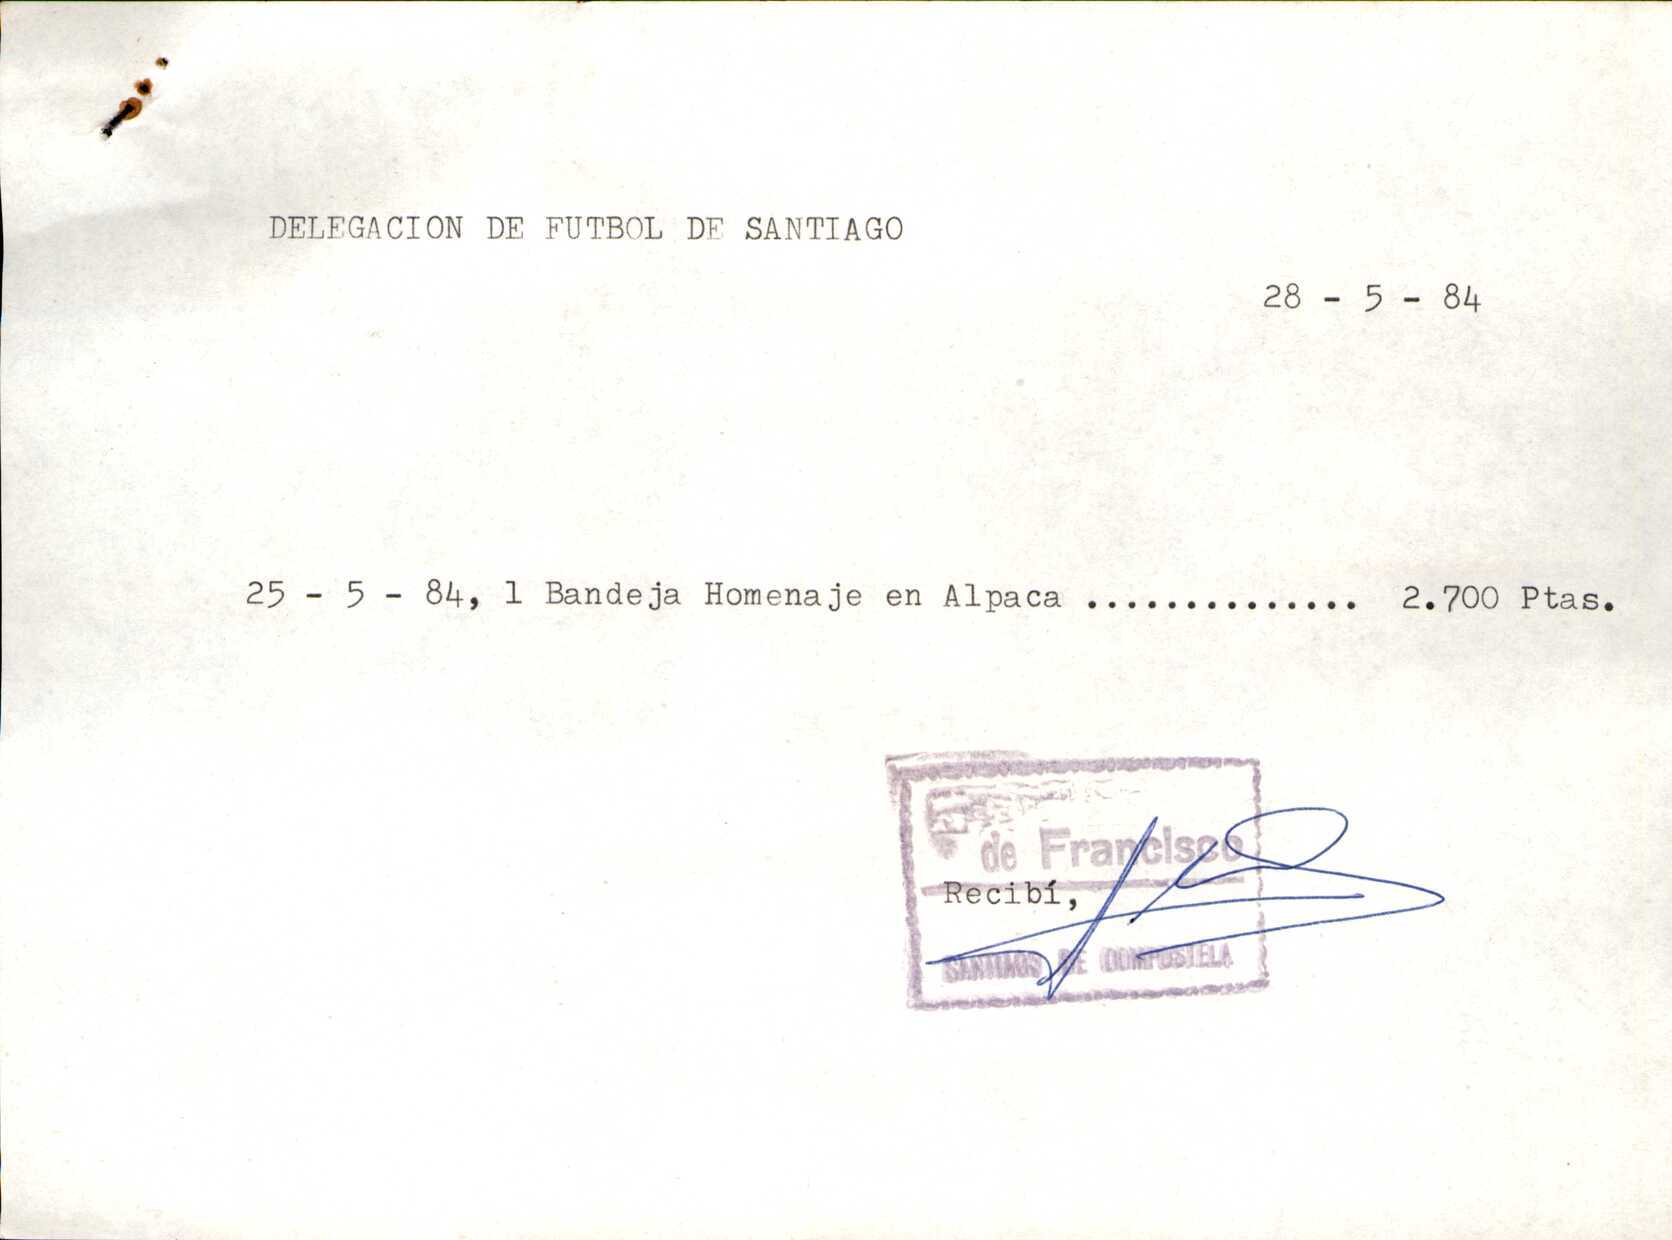 DELEGACION DE FUTBOL DE SANTIAGO
28 - 5 - 84
25 - 5 - 84, 1 Bandeja Homenaje en Alpaca .............. 2.700 Ptas.
de Francisco
Recibí,
SANTIAGO DE COMPOSTELA